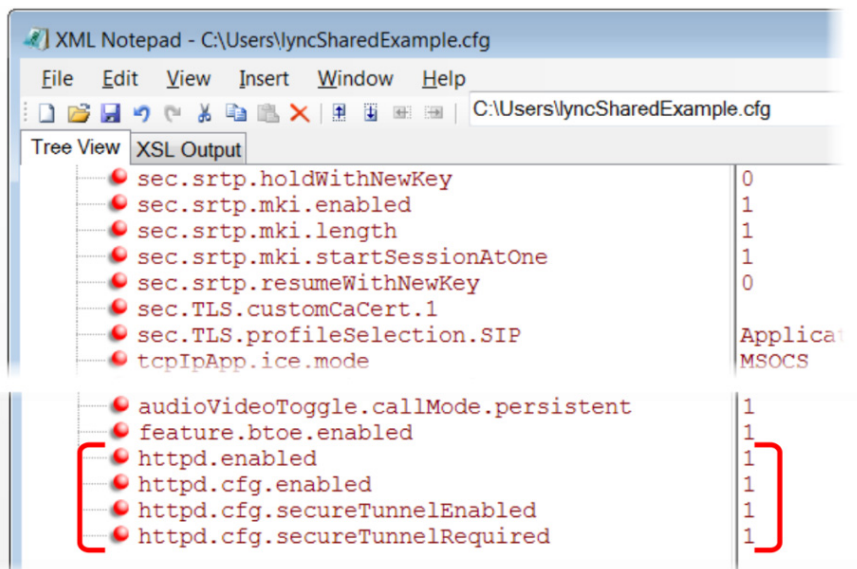 XML Notepad - C:\Users\lyncSharedExample.cfg
File Edit View Insert Window Help
C:\Users\lyncSharedExample.cfg
Tree View XSL Output
sec.srtp.holdWithNewKey 0
sec.srtp.mki.enabled 1
sec.srtp.mki.length 1
sec.srtp.mki.startSessionAtOne 1
sec.srtp.resumeWithNewKey 0
sec.TLS.customCaCert.1
sec.TLS.profileSelection.SIP Applicat
tcpIpApp.ice.mode MSOCS
audioVideoToggle.callMode.persistent 1
feature.btoe.enabled 1
httpd.enabled 1
httpd.cfg.enabled 1
httpd.cfg.secureTunnelEnabled 1
httpd.cfg.secureTunnelRequired 1